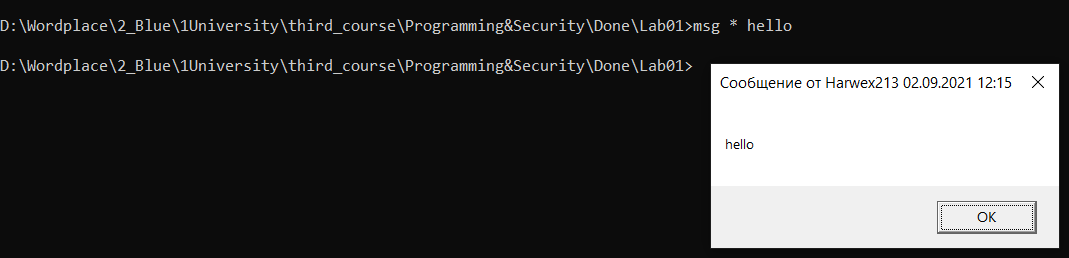 D:\Wordplace\2_Blue\1University\third_course\Programming&Security\Done\Lab01>msg * hello
D:\Wordplace\2_Blue\1University\third_course\Programming&Security\Done\Lab01>
Сообщение от Harwex213 02.09.2021 12:15
hello
OK